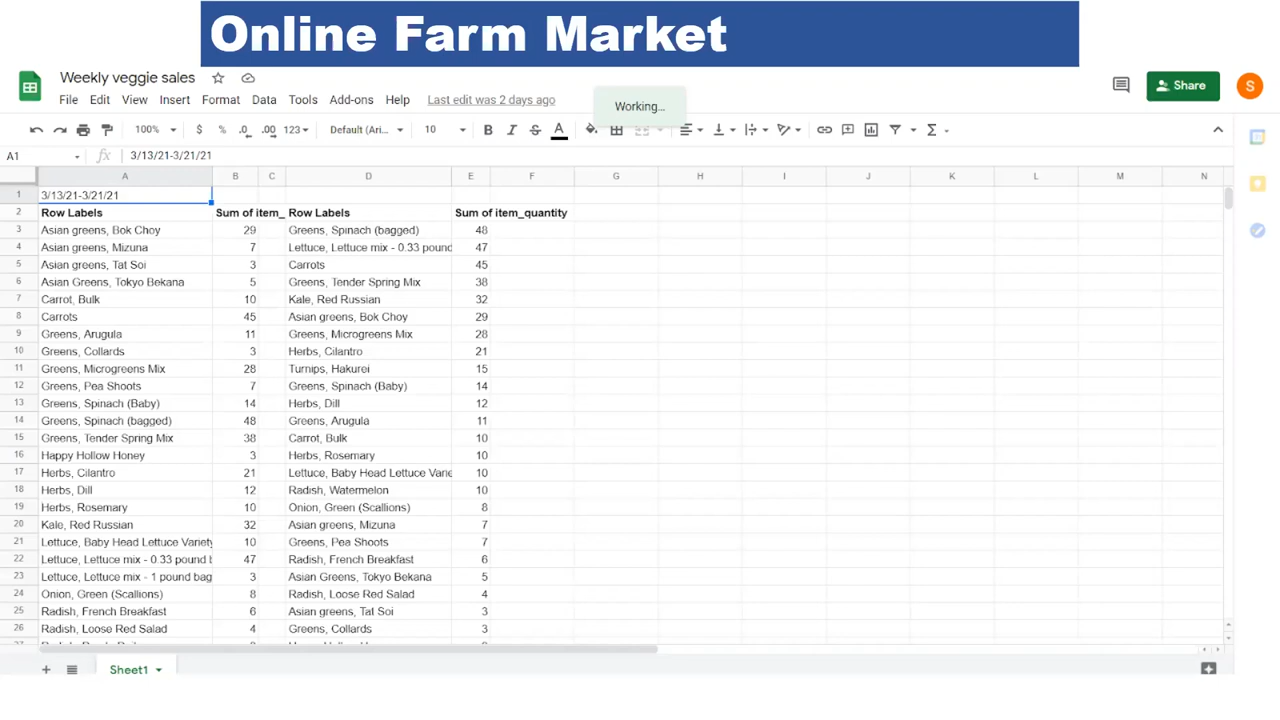 Online Farm Market
Weekly veggie sales
File Edit View Insert Format Data Tools Add-ons Help Last edit was 2 days ago
Working...
Share S
100% $ % .0 .00 123 Default (Ari... 10 B I S A Σ
A1 fx 3/13/21-3/21/21
A B C D E F G H I J K L M N
1 3/13/21-3/21/21
2 Row Labels Sum of item_ Row Labels Sum of item_quantity
3 Asian greens, Bok Choy 29 Greens, Spinach (bagged) 48
4 Asian greens, Mizuna 7 Lettuce, Lettuce mix - 0.33 pound 47
5 Asian greens, Tat Soi 3 Carrots 45
6 Asian Greens, Tokyo Bekana 5 Greens, Tender Spring Mix 38
7 Carrot, Bulk 10 Kale, Red Russian 32
8 Carrots 45 Asian greens, Bok Choy 29
9 Greens, Arugula 11 Greens, Microgreens Mix 28
10 Greens, Collards 3 Herbs, Cilantro 21
11 Greens, Microgreens Mix 28 Turnips, Hakurei 15
12 Greens, Pea Shoots 7 Greens, Spinach (Baby) 14
13 Greens, Spinach (Baby) 14 Herbs, Dill 12
14 Greens, Spinach (bagged) 48 Greens, Arugula 11
15 Greens, Tender Spring Mix 38 Carrot, Bulk 10
16 Happy Hollow Honey 3 Herbs, Rosemary 10
17 Herbs, Cilantro 21 Lettuce, Baby Head Lettuce Varie 10
18 Herbs, Dill 12 Radish, Watermelon 10
19 Herbs, Rosemary 10 Onion, Green (Scallions) 8
20 Kale, Red Russian 32 Asian greens, Mizuna 7
21 Lettuce, Baby Head Lettuce Variety 10 Greens, Pea Shoots 7
22 Lettuce, Lettuce mix - 0.33 pound b 47 Radish, French Breakfast 6
23 Lettuce, Lettuce mix - 1 pound bag 3 Asian Greens, Tokyo Bekana 5
24 Onion, Green (Scallions) 8 Radish, Loose Red Salad 4
25 Radish, French Breakfast 6 Asian greens, Tat Soi 3
26 Radish, Loose Red Salad 4 Greens, Collards 3
Sheet1